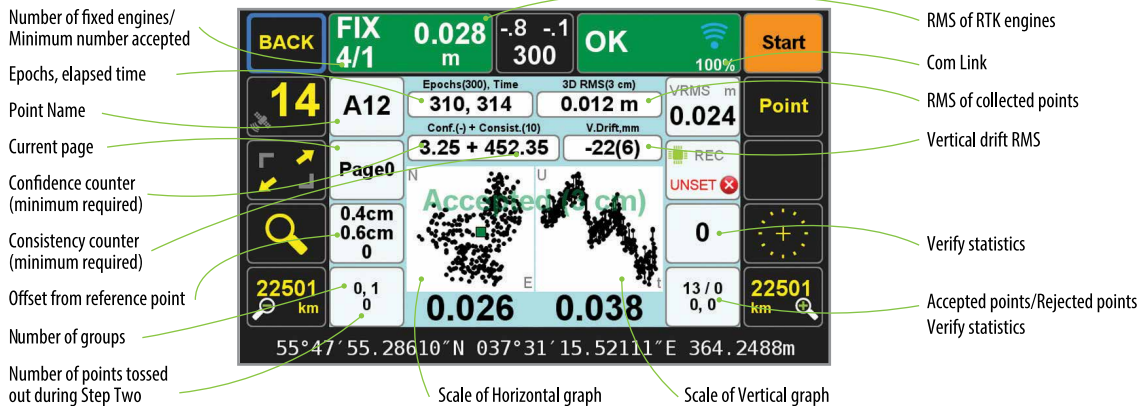 Number of fixed engines/
Minimum number accepted
Epochs, elapsed time
Point Name
Current page
Confidence counter
(minimum required)
Consistency counter
(minimum required)
Offset from reference point
Number of groups
Number of points tossed
out during Step Two
BACK
FIX 0.028
4/1 m
-.8 -.1
300
OK
100%
Start
14
A12
Epochs(300), Time
310, 314
3D RMS(3 cm)
0.012 m
VRMS m
0.024
Point
Conf.(-) + Consist.(10)
3.25 + 452.35
V.Drift,mm
-22(6)
Page0
REC
UNSET
N
U
Accepted (3 cm)
E
t
0.4cm
0.6cm
0
0
22501
km
0, 1
0
0.026
0.038
13 / 0
0, 0
22501
km
55°47′55.28610″N 037°31′15.52111″E 364.2488m
RMS of RTK engines
Com Link
RMS of collected points
Vertical drift RMS
Verify statistics
Accepted points/Rejected points
Verify statistics
Scale of Horizontal graph
Scale of Vertical graph